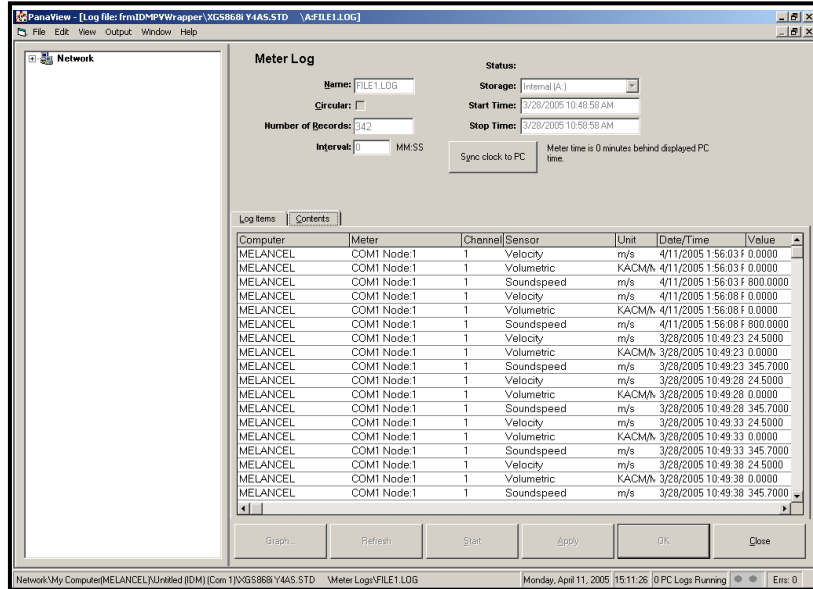 PanaView - [Log file: frmIDMPVWrapper\XGS868i Y4AS.STD \A:FILE1.LOG]
File Edit View Output Window Help
Network
Meter Log
Status:
Name: FILE1.LOG
Storage: Internal (A:)
Circular:
Start Time: 3/28/2005 10:48:58 AM
Number of Records: 342
Stop Time: 3/28/2005 10:58:58 AM
Interval: 0 MM:SS
Sync clock to PC
Meter time is 0 minutes behind displayed PC
time.
Log Items Contents
Computer Meter Channel Sensor Unit Date/Time Value
MELANCEL COM1 Node:1 1 Velocity m/s 4/11/2005 1:56:03 F 0.0000
MELANCEL COM1 Node:1 1 Volumetric KACM/M 4/11/2005 1:56:03 F 0.0000
MELANCEL COM1 Node:1 1 Soundspeed m/s 4/11/2005 1:56:03 F 800.0000
MELANCEL COM1 Node:1 1 Velocity m/s 4/11/2005 1:56:08 F 0.0000
MELANCEL COM1 Node:1 1 Volumetric KACM/M 4/11/2005 1:56:08 F 0.0000
MELANCEL COM1 Node:1 1 Soundspeed m/s 4/11/2005 1:56:08 F 800.0000
MELANCEL COM1 Node:1 1 Velocity m/s 3/28/2005 10:49:23 24.5000
MELANCEL COM1 Node:1 1 Volumetric KACM/M 3/28/2005 10:49:23 0.0000
MELANCEL COM1 Node:1 1 Soundspeed m/s 3/28/2005 10:49:23 345.7000
MELANCEL COM1 Node:1 1 Velocity m/s 3/28/2005 10:49:28 24.5000
MELANCEL COM1 Node:1 1 Volumetric KACM/M 3/28/2005 10:49:28 0.0000
MELANCEL COM1 Node:1 1 Soundspeed m/s 3/28/2005 10:49:28 345.7000
MELANCEL COM1 Node:1 1 Velocity m/s 3/28/2005 10:49:33 24.5000
MELANCEL COM1 Node:1 1 Volumetric KACM/M 3/28/2005 10:49:33 0.0000
MELANCEL COM1 Node:1 1 Soundspeed m/s 3/28/2005 10:49:33 345.7000
MELANCEL COM1 Node:1 1 Velocity m/s 3/28/2005 10:49:38 24.5000
MELANCEL COM1 Node:1 1 Volumetric KACM/M 3/28/2005 10:49:38 0.0000
MELANCEL COM1 Node:1 1 Soundspeed m/s 3/28/2005 10:49:38 345.7000
Graph... Refresh Start Apply OK Close
Network\My Computer(MELANCEL)\Untitled (IDM) (Com 1)\XGS868i Y4AS.STD \Meter Logs\FILE1.LOG Monday, April 11, 2005 15:11:26 0 PC Logs Running Errs: 0